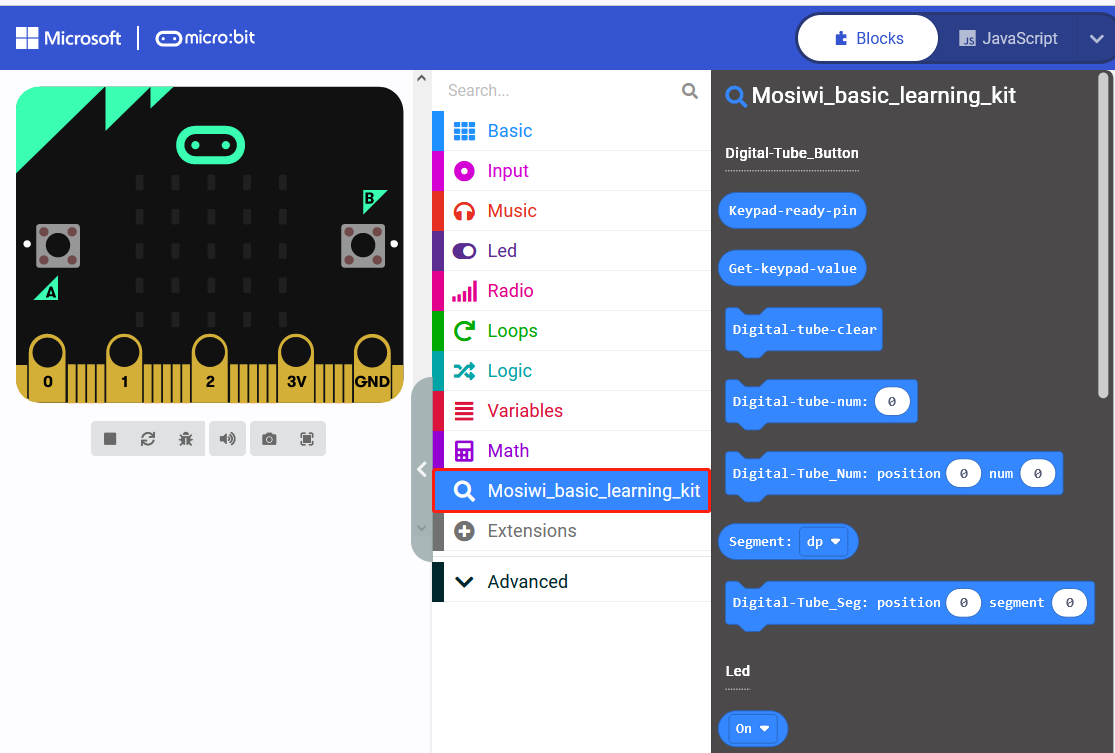 Microsoft micro:bit
Blocks
JS JavaScript
B
A
0 1 2 3V GND
Search...
Basic
Input
Music
Led
Radio
Loops
Logic
Variables
Math
Mosiwi_basic_learning_kit
Extensions
Advanced
Mosiwi_basic_learning_kit
Digital-Tube_Button
Keypad-ready-pin
Get-keypad-value
Digital-tube-clear
Digital-tube-num: 0
Digital-Tube_Num: position 0 num 0
Segment: dp
Digital-Tube_Seg: position 0 segment 0
Led
On